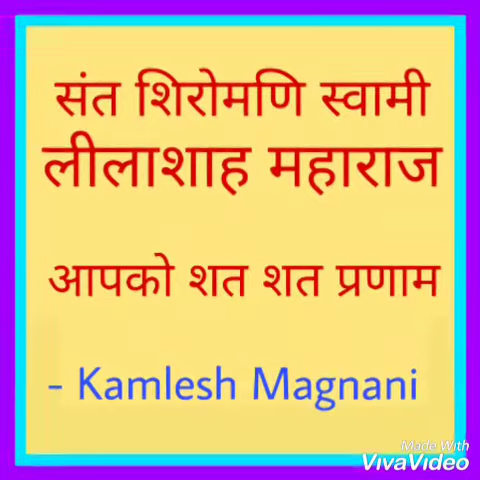 संत शिरोमणि स्वामी
लीलाशाह महाराज
आपको शत शत प्रणाम
- Kamlesh Magnani
Made With
VivaVideo